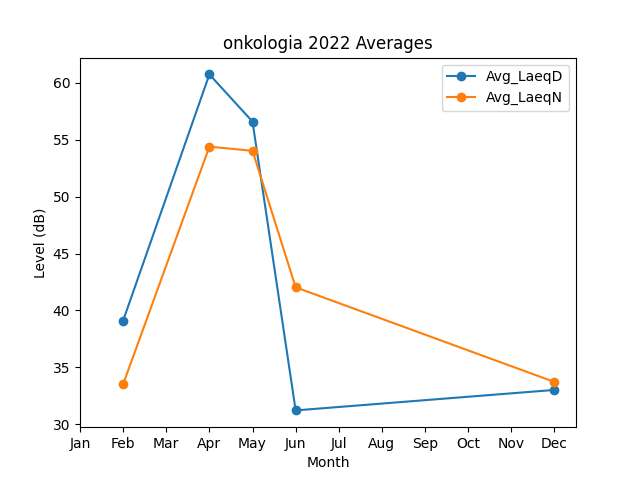 onkologia 2022 Averages
Avg_LaeqD
Avg_LaeqN
Level (dB)
60
55
50
45
40
35
30
Jan Feb Mar Apr May Jun Jul Aug Sep Oct Nov Dec
Month